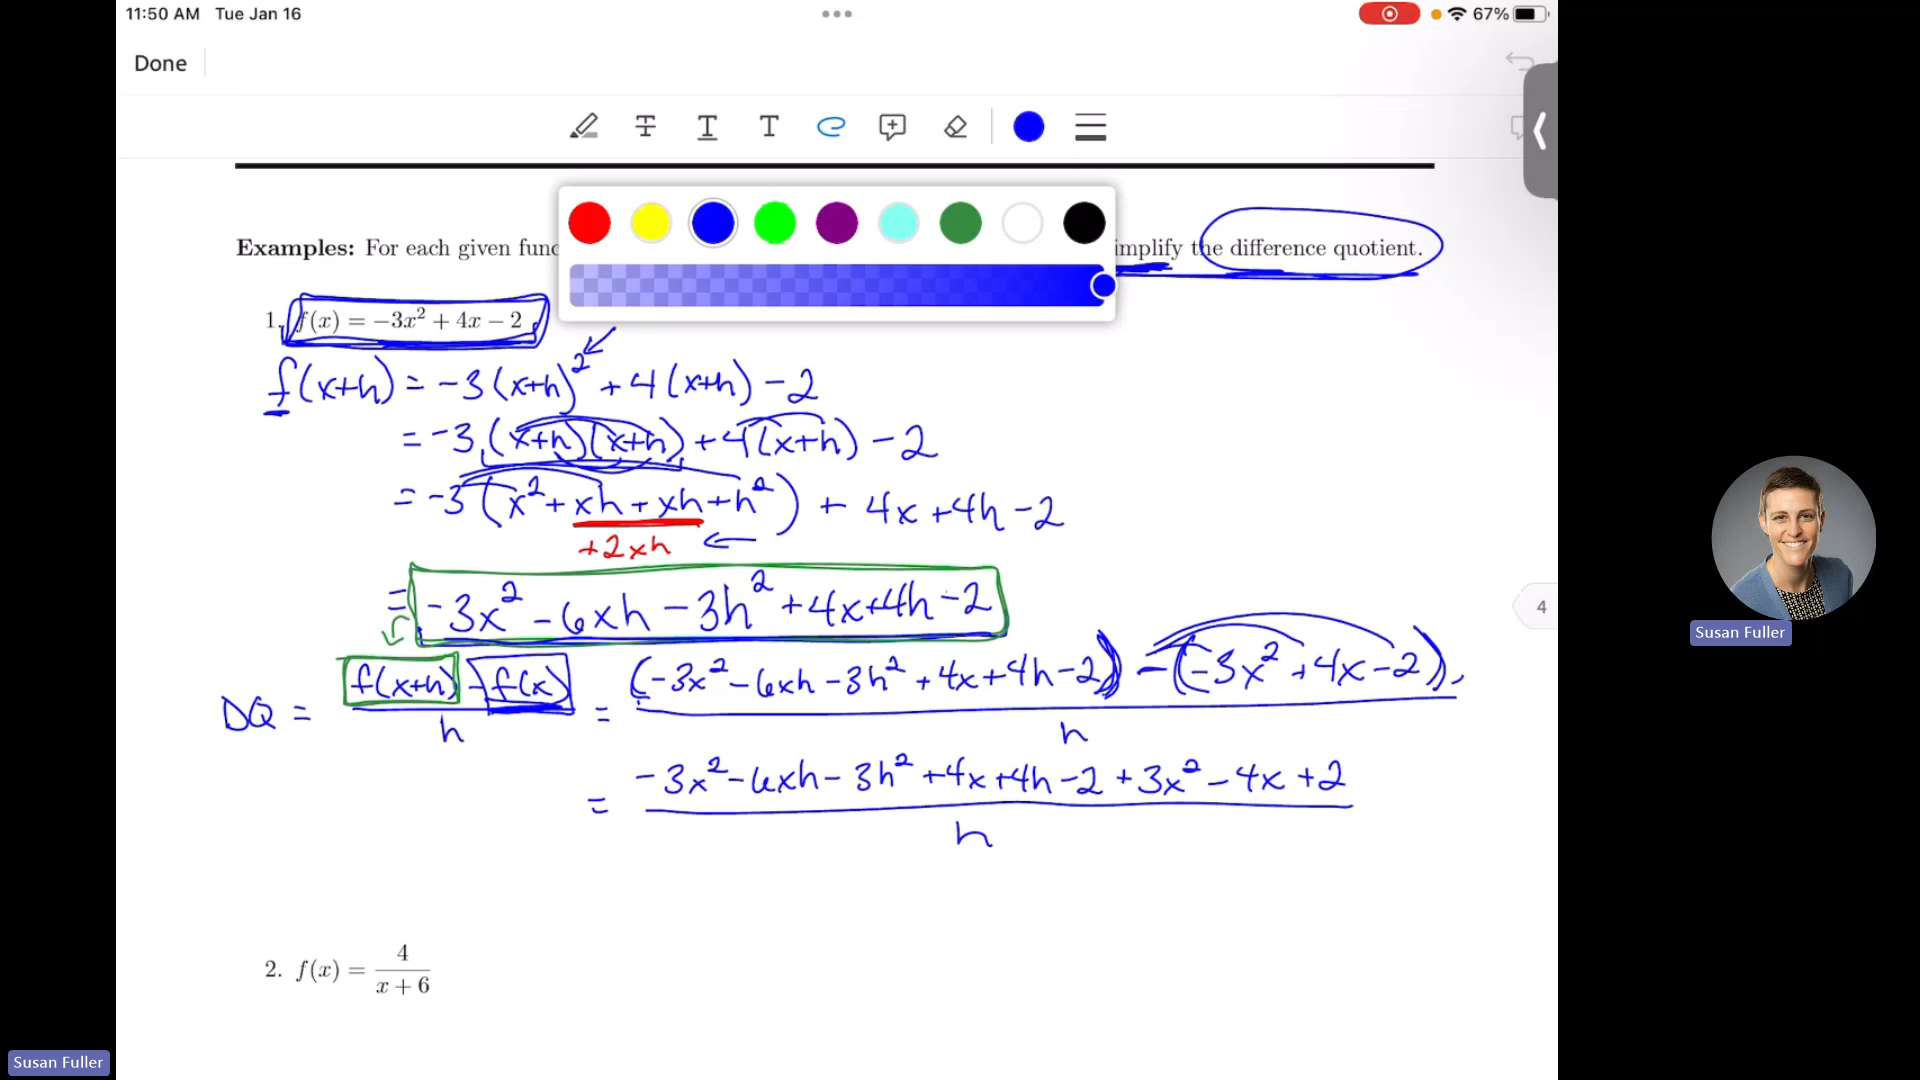 11:50 AM Tue Jan 16
67%
Done
Examples: For each given func
implify the difference quotient.
1. f(x) = −3x² + 4x − 2
f(x+h) = -3(x+h)² + 4(x+h) - 2
= -3(x+h)(x+h) + 4(x+h) - 2
= -3(x² + xh + xh + h²) + 4x + 4h - 2
+2xh
= -3x² - 6xh - 3h² + 4x + 4h - 2
DQ = f(x+h) - f(x) / h = (-3x² - 6xh - 3h² + 4x + 4h - 2) - (-3x² + 4x - 2) / h
= -3x² - 6xh - 3h² + 4x + 4h - 2 + 3x² - 4x + 2 / h
2. f(x) = 4 / x + 6
4
Susan Fuller
Susan Fuller